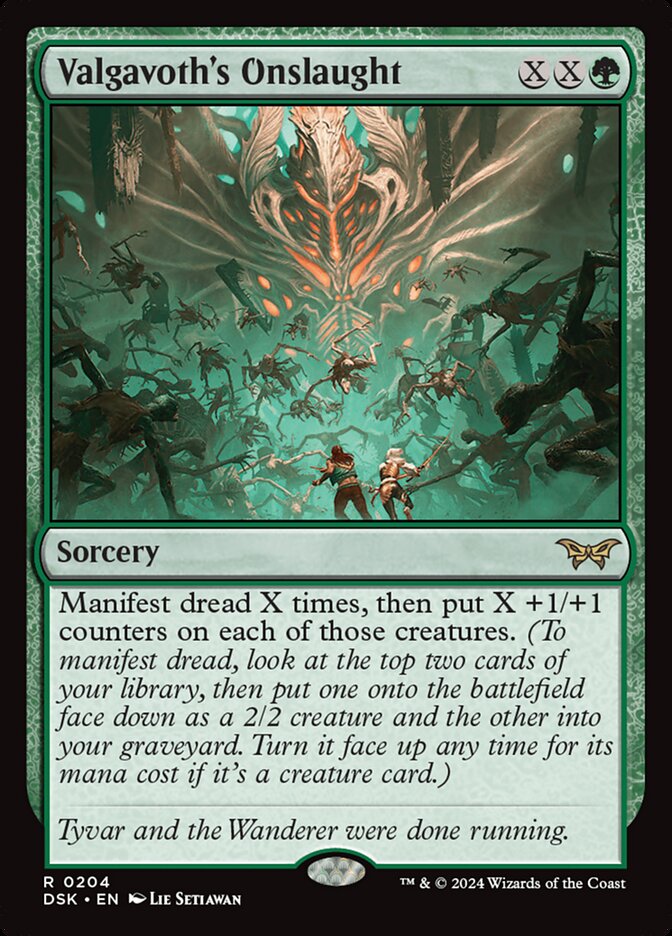 Valgavoth's Onslaught X X
Sorcery
Manifest dread X times, then put X +1/+1
counters on each of those creatures. (To
manifest dread, look at the top two cards of
your library, then put one onto the battlefield
face down as a 2/2 creature and the other into
your graveyard. Turn it face up any time for its
mana cost if it's a creature card.)
Tyvar and the Wanderer were done running.
R 0204
DSK • EN Lie Setiawan
™ & © 2024 Wizards of the Coast